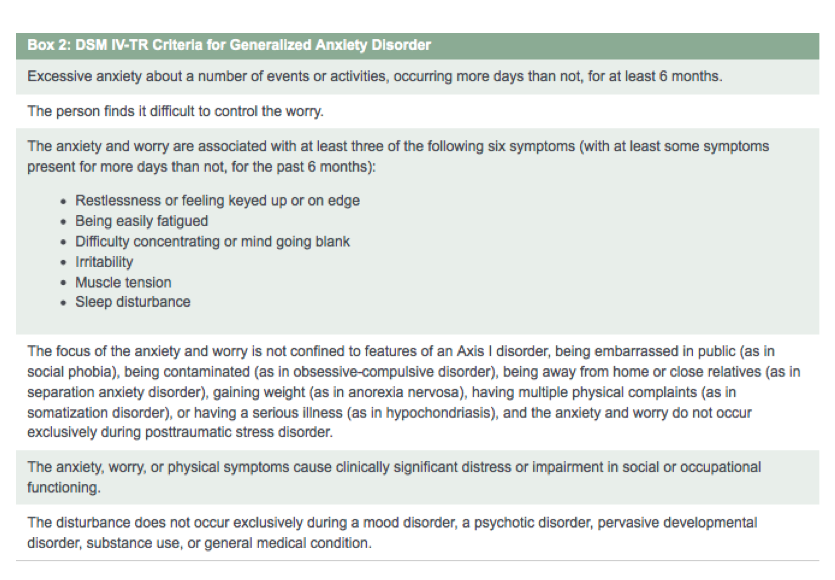 Box 2: DSM IV-TR Criteria for Generalized Anxiety Disorder
Excessive anxiety about a number of events or activities, occurring more days than not, for at least 6 months.
The person finds it difficult to control the worry.
The anxiety and worry are associated with at least three of the following six symptoms (with at least some symptoms
present for more days than not, for the past 6 months):
• Restlessness or feeling keyed up or on edge
• Being easily fatigued
• Difficulty concentrating or mind going blank
• Irritability
• Muscle tension
• Sleep disturbance
The focus of the anxiety and worry is not confined to features of an Axis I disorder, being embarrassed in public (as in
social phobia), being contaminated (as in obsessive-compulsive disorder), being away from home or close relatives (as in
separation anxiety disorder), gaining weight (as in anorexia nervosa), having multiple physical complaints (as in
somatization disorder), or having a serious illness (as in hypochondriasis), and the anxiety and worry do not occur
exclusively during posttraumatic stress disorder.
The anxiety, worry, or physical symptoms cause clinically significant distress or impairment in social or occupational
functioning.
The disturbance does not occur exclusively during a mood disorder, a psychotic disorder, pervasive developmental
disorder, substance use, or general medical condition.